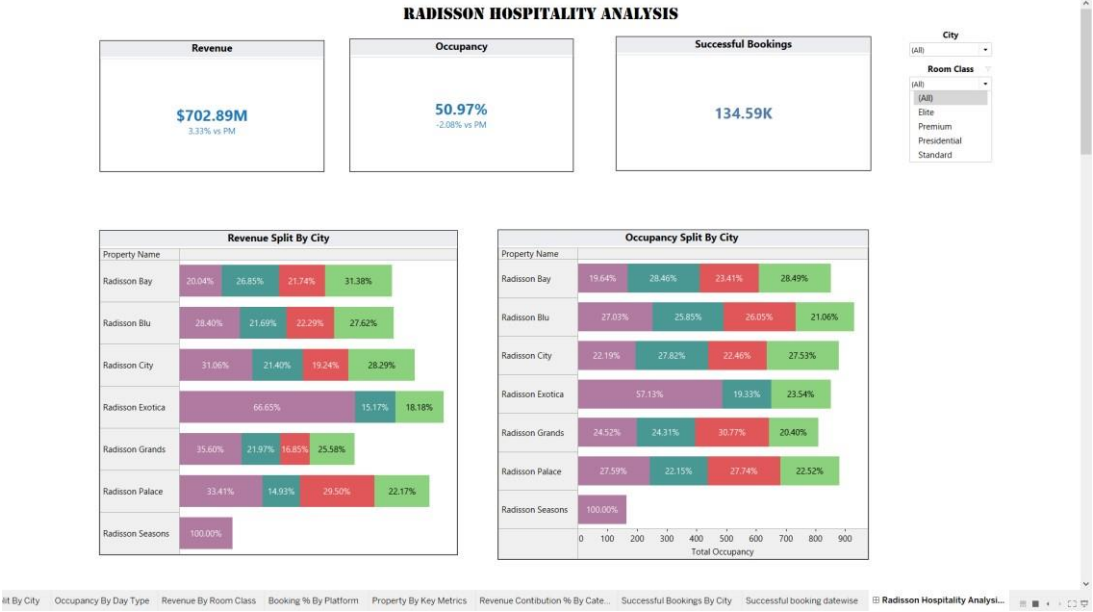 RADISSON HOSPITALITY ANALYSIS
Revenue
$702.89M
3.33% vs PM
Occupancy
50.97%
-2.08% vs PM
Successful Bookings
134.59K
City
(All)
Room Class
(All)
(All)
Elite
Premium
Presidential
Standard
Revenue Split By City
Property Name
Radisson Bay 20.04% 26.85% 21.74% 31.38%
Radisson Blu 28.40% 21.69% 22.29% 27.62%
Radisson City 31.06% 21.40% 19.24% 28.29%
Radisson Exotica 66.65% 15.17% 18.18%
Radisson Grands 35.60% 21.97% 16.85% 25.58%
Radisson Palace 33.41% 14.93% 29.50% 22.17%
Radisson Seasons 100.00%
Occupancy Split By City
Property Name
Radisson Bay 19.64% 28.46% 23.41% 28.49%
Radisson Blu 27.03% 25.85% 26.05% 21.06%
Radisson City 22.19% 27.82% 22.46% 27.53%
Radisson Exotica 57.13% 19.33% 23.54%
Radisson Grands 24.52% 24.31% 30.77% 20.40%
Radisson Palace 27.59% 22.15% 27.74% 22.52%
Radisson Seasons 100.00%
0 100 200 300 400 500 600 700 800 900
Total Occupancy
lit By City Occupancy By Day Type Revenue By Room Class Booking % By Platform Property By Key Metrics Revenue Contibution % By Cate... Successful Bookings By City Successful booking datewise Radisson Hospitality Analysi...